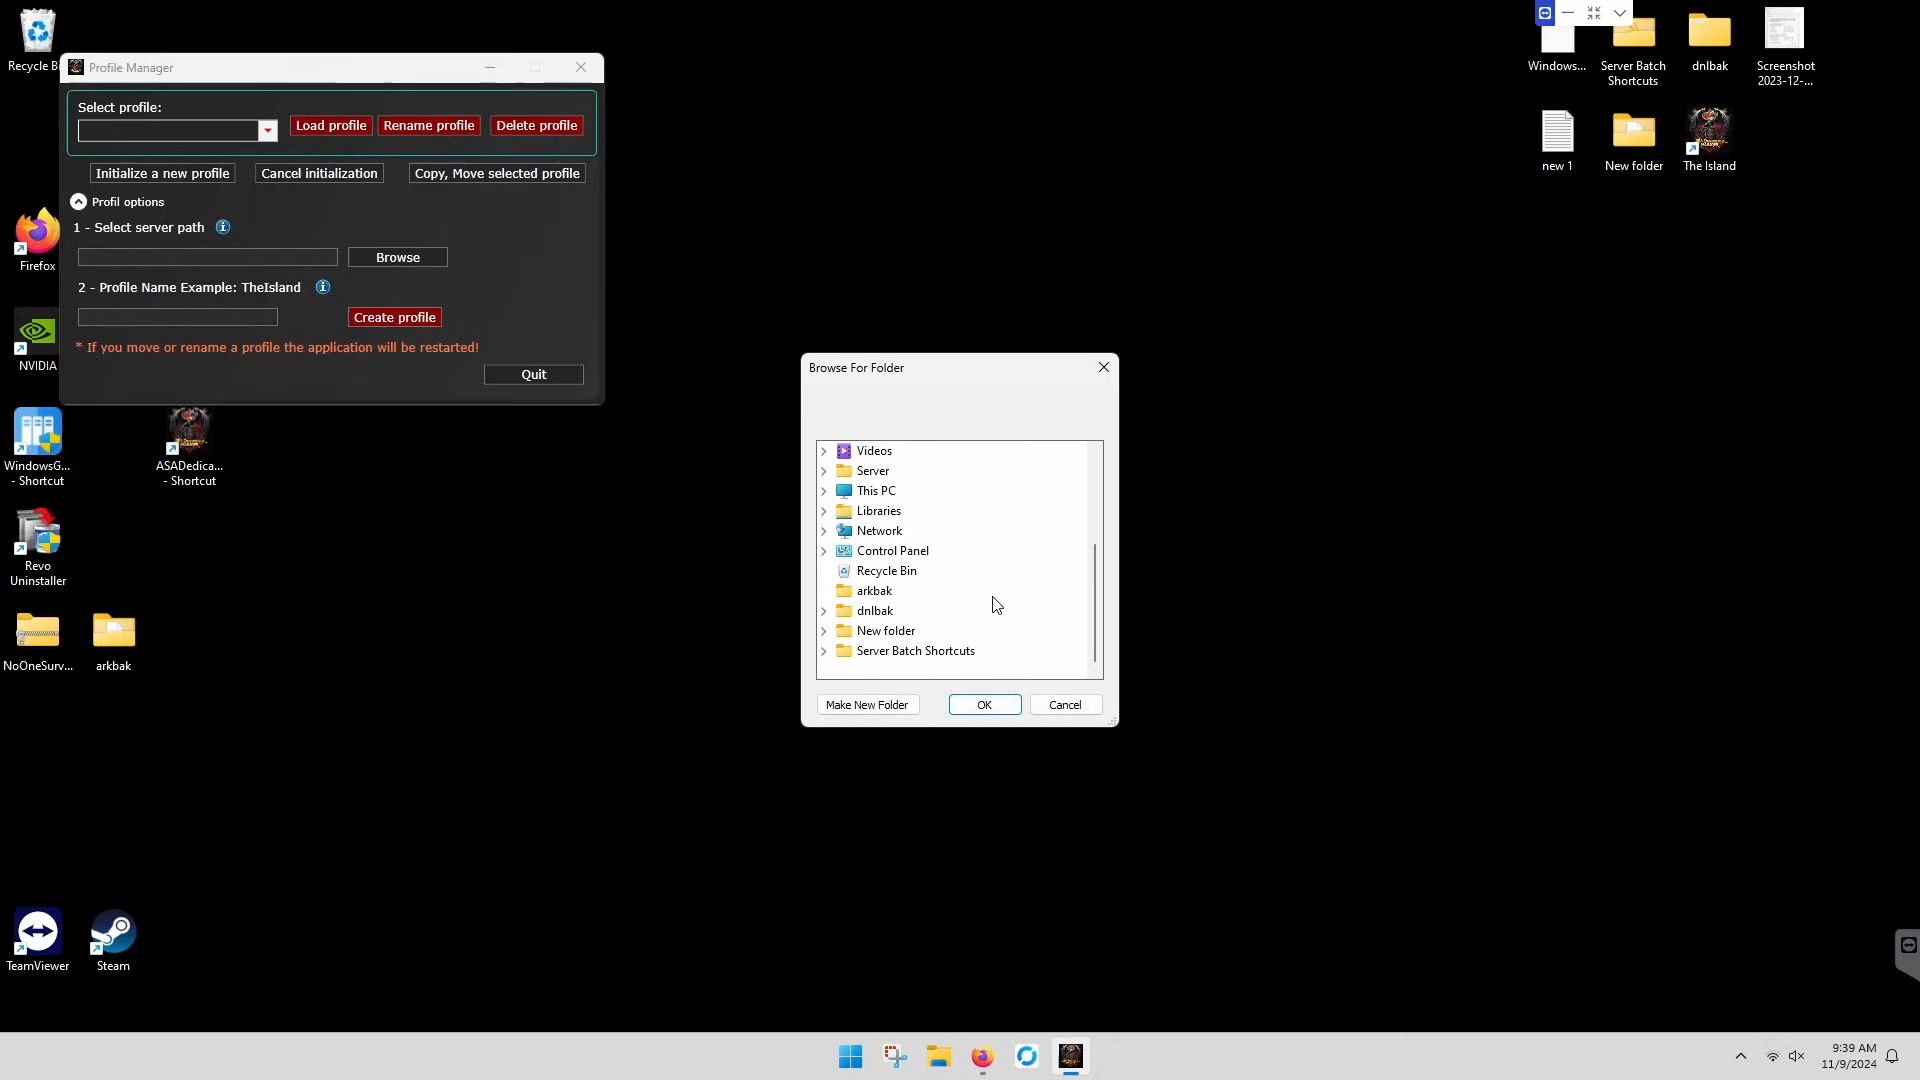 Recycle Bi
Profile Manager
Select profile:
Load profile
Rename profile
Delete profile
Initialize a new profile
Cancel initialization
Copy, Move selected profile
Profil options
1 - Select server path
Browse
2 - Profile Name Example: TheIsland
Create profile
* If you move or rename a profile the application will be restarted!
Quit
Firefox
NVIDIA
WindowsG...
- Shortcut
ASADedica...
- Shortcut
Revo
Uninstaller
NoOneSurv...
arkbak
TeamViewer
Steam
Browse For Folder
Videos
Server
This PC
Libraries
Network
Control Panel
Recycle Bin
arkbak
dnlbak
New folder
Server Batch Shortcuts
Make New Folder
OK
Cancel
Windows...
Server Batch
Shortcuts
dnlbak
Screenshot
2023-12-...
new 1
New folder
The Island
9:39 AM
11/9/2024